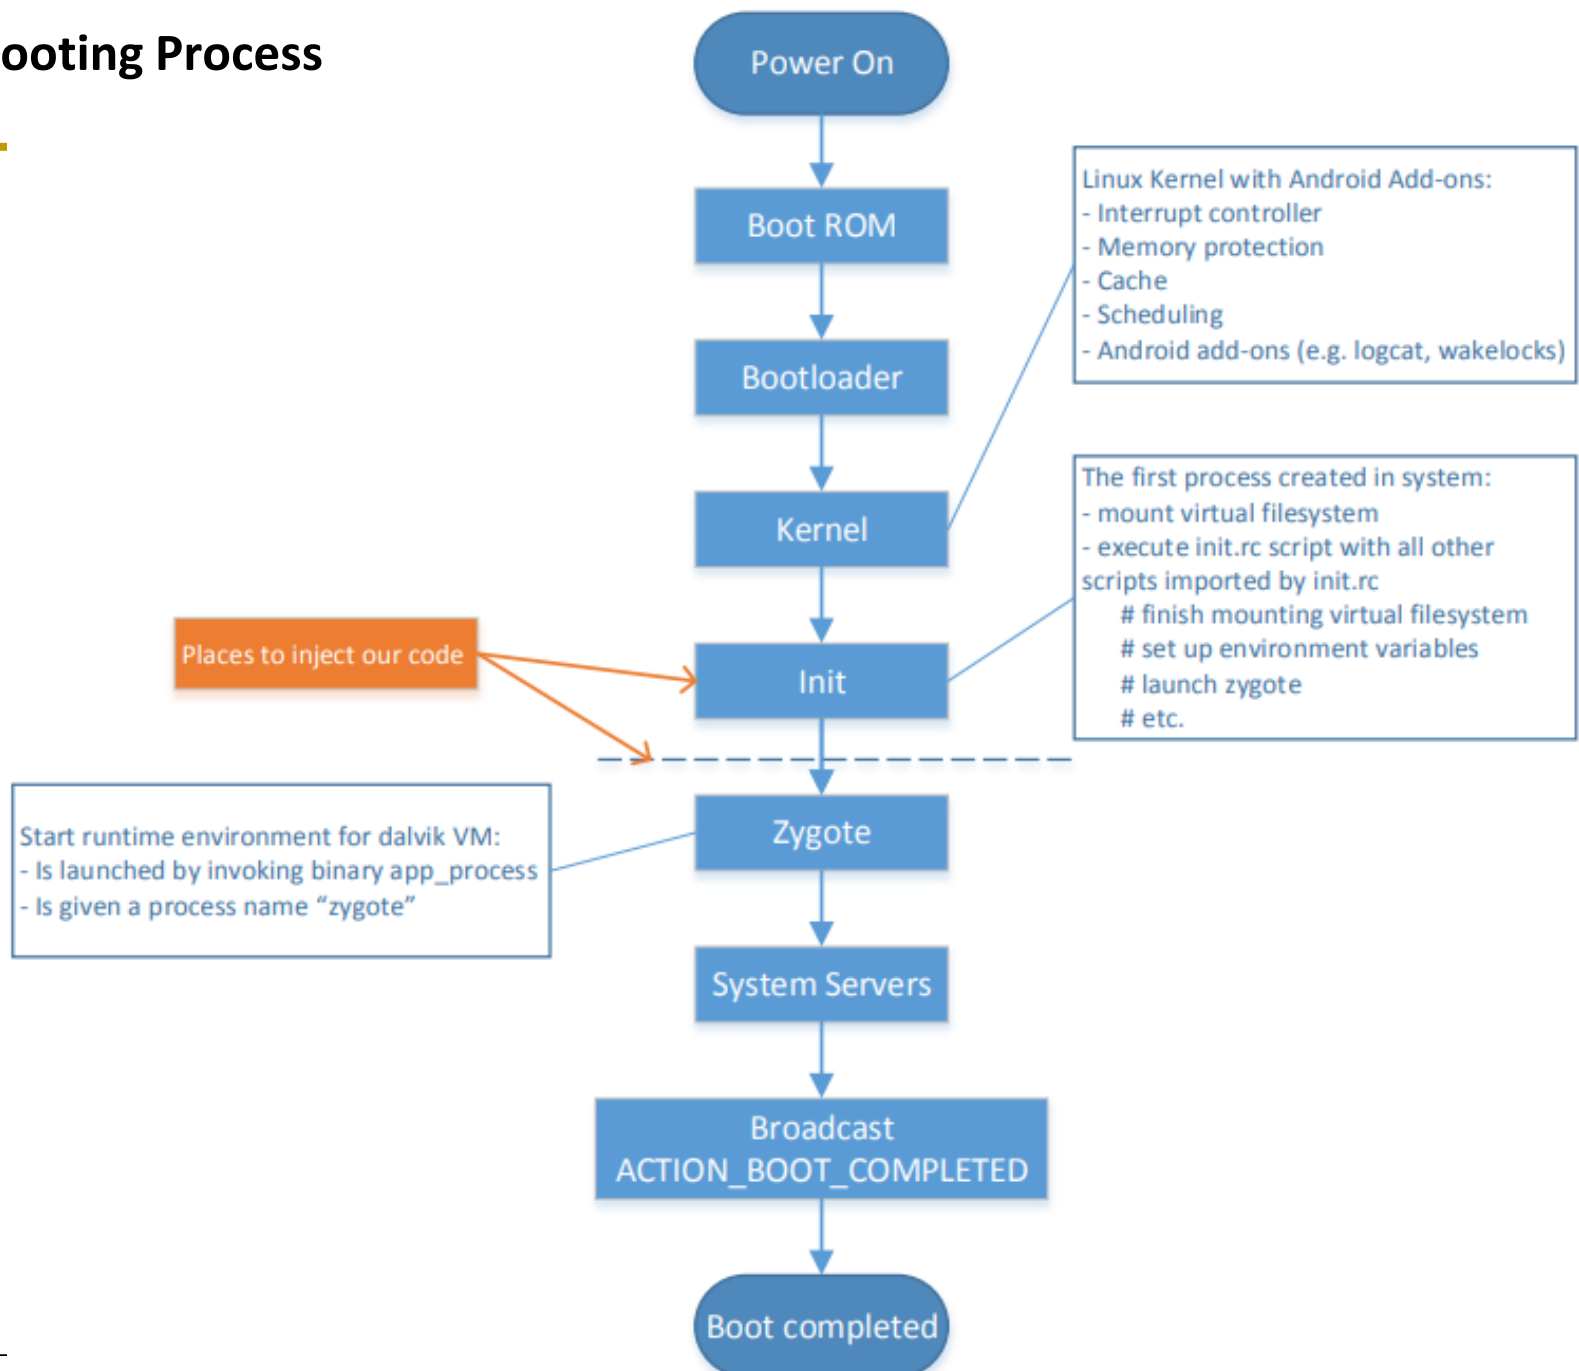 ooting Process
Power On
Boot ROM
Bootloader
Kernel
Linux Kernel with Android Add-ons:
- Interrupt controller
- Memory protection
- Cache
- Scheduling
- Android add-ons (e.g. logcat, wakelocks)
The first process created in system:
- mount virtual filesystem
- execute init.rc script with all other
scripts imported by init.rc
# finish mounting virtual filesystem
# set up environment variables
# launch zygote
# etc.
Places to inject our code
Init
Start runtime environment for dalvik VM:
- Is launched by invoking binary app_process
- Is given a process name “zygote”
Zygote
System Servers
Broadcast
ACTION_BOOT_COMPLETED
Boot completed